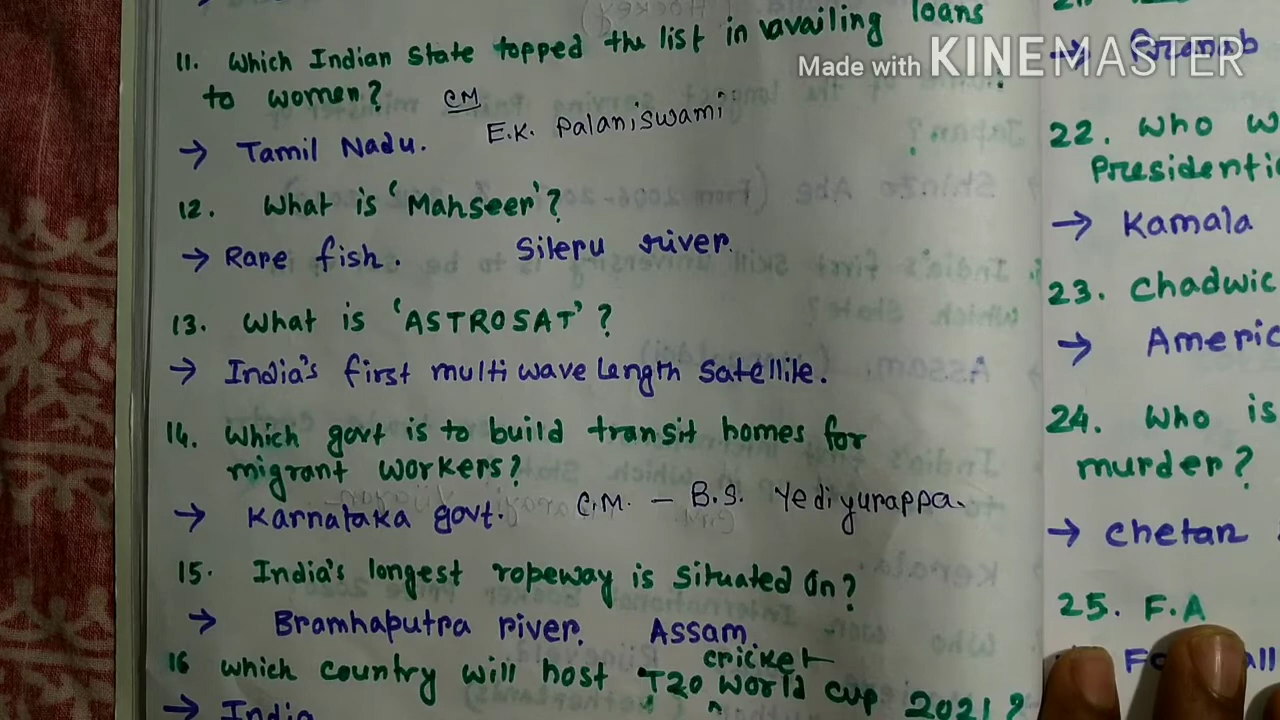 11. Which Indian state topped the list in availing loans
to women?
CM
E.K. Palaniswami
→ Tamil Nadu.
12. What is 'Mahseer'?
→ Rare fish. Sileru river.
13. What is 'ASTROSAT'?
→ India's first multi wave length satellite.
14. Which govt is to build transit homes for
migrant workers?
→ Karnataka govt. C.M. - B.S. Yediyurappa.
15. India's longest ropeway is situated on?
→ Bramhaputra river. Assam.
cricket
16 Which country will host T20 ^ World cup 2021?
→ India
Made with KINEMASTER
→ Pranab
22. Who w
Presidenti
→ Kamala
23. Chadwic
→ Americ
24. Who is
murder?
→ Chetan
25. F.A